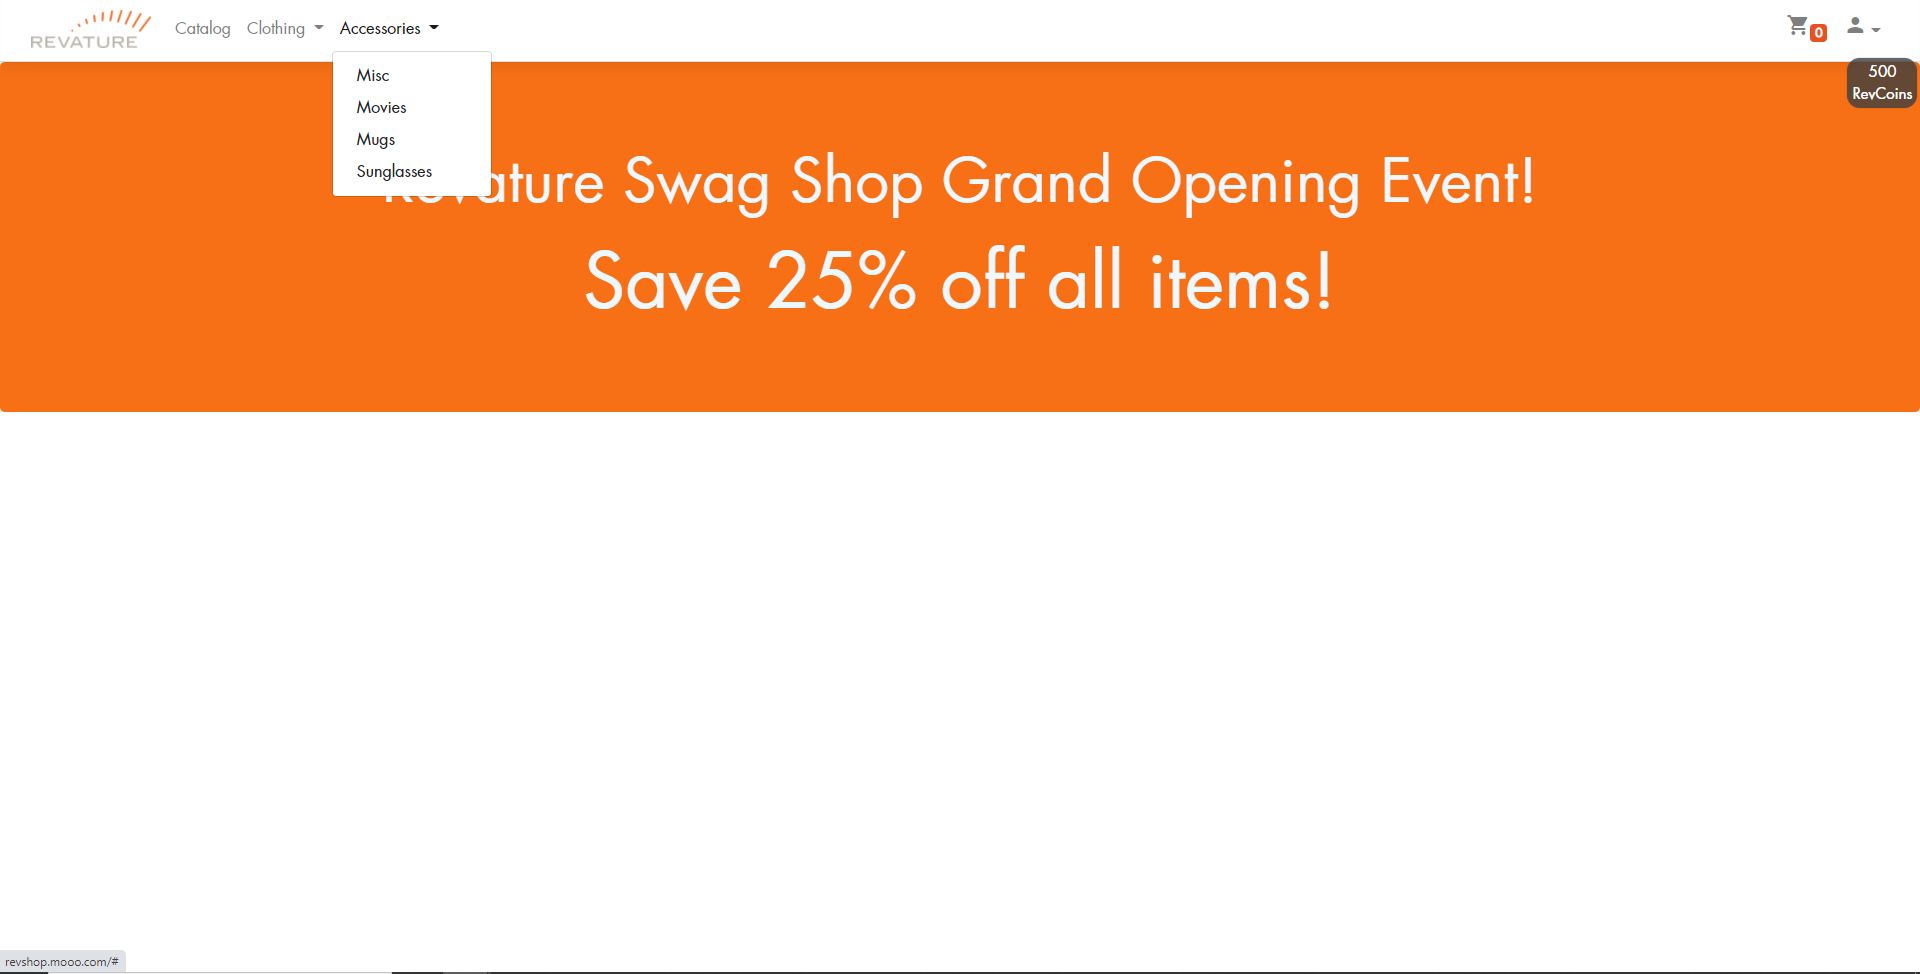 REVATURE
Catalog Clothing Accessories
0
Misc
Movies
Mugs
Sunglasses
500
RevCoins
Revature Swag Shop Grand Opening Event!
Save 25% off all items!
revshop.mooo.com/#